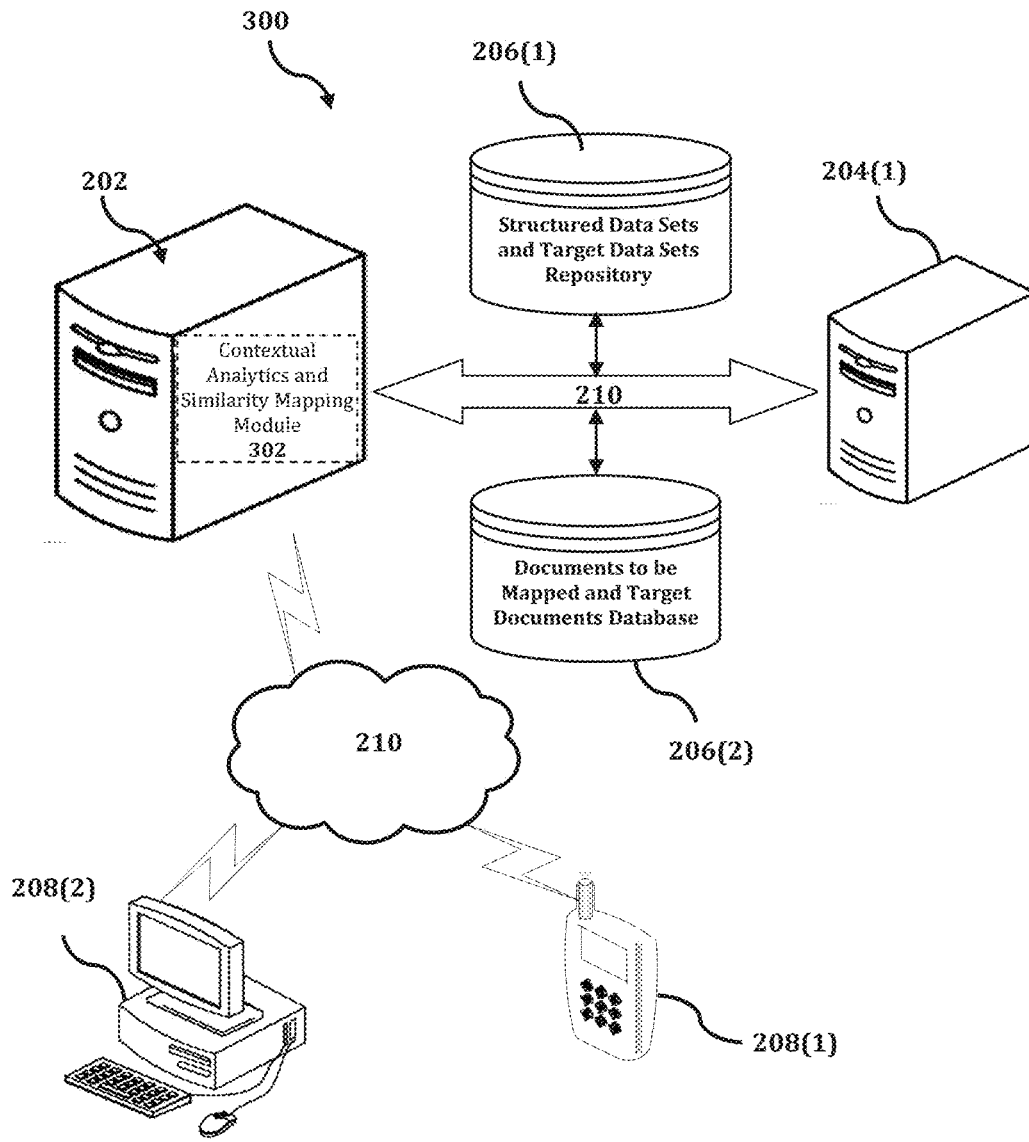 300
206(1)
202
204(1)
Structured Data Sets
and Target Data Sets
Repository
Contextual
Analytics and
Similarity Mapping
Module
302
210
Documents to be
Mapped and Target
Documents Database
210
206(2)
208(2)
208(1)